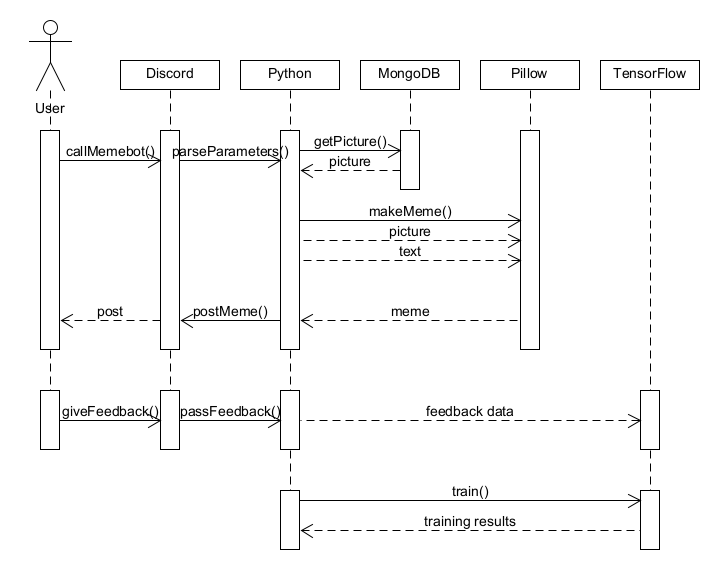 Discord
Python
MongoDB
Pillow
TensorFlow
User
callMemebot()
parseParameters()
getPicture()
picture
makeMeme()
picture
text
post
postMeme()
meme
giveFeedback()
passFeedback()
feedback data
train()
training results